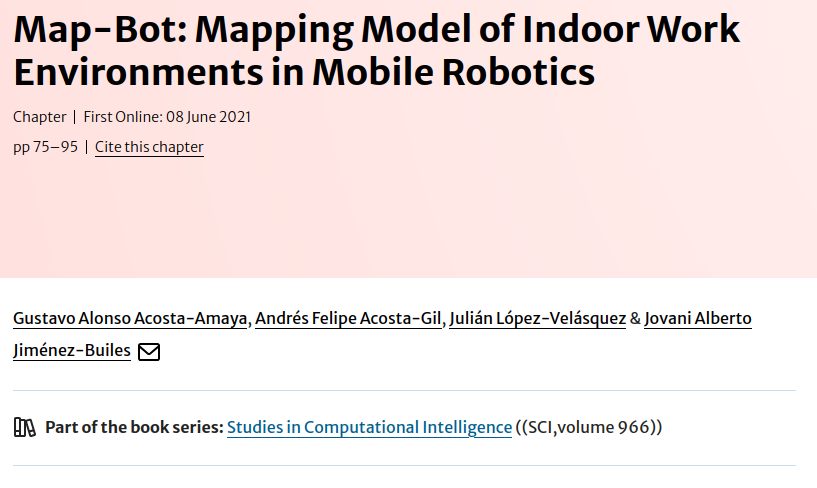 Map-Bot: Mapping Model of Indoor Work
Environments in Mobile Robotics
Chapter | First Online: 08 June 2021
pp 75–95 | Cite this chapter
Gustavo Alonso Acosta-Amaya, Andrés Felipe Acosta-Gil, Julián López-Velásquez & Jovani Alberto
Jiménez-Builes
Part of the book series: Studies in Computational Intelligence ((SCI,volume 966))